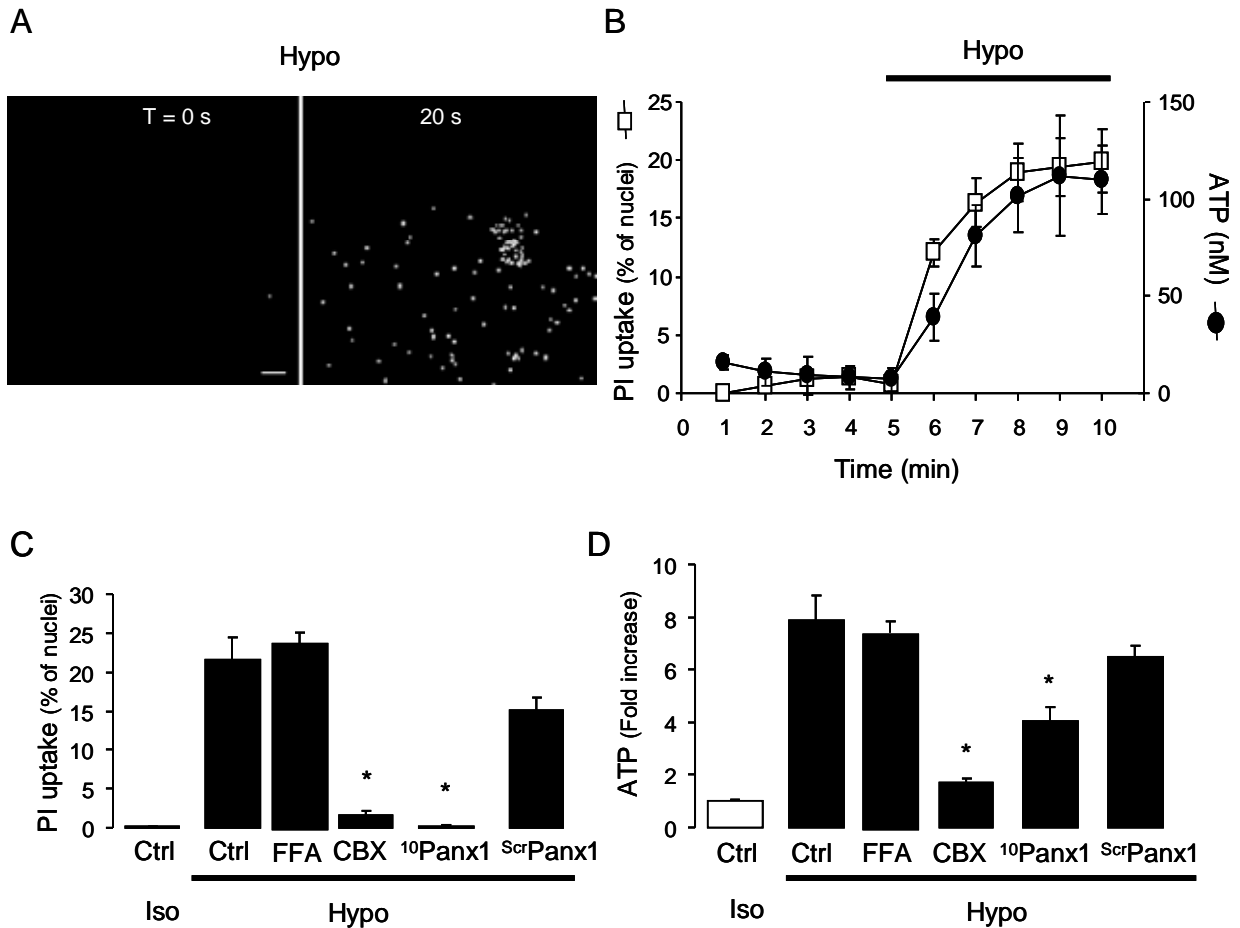 A
Hypo
T = 0 s
20 s
B
Hypo
PI uptake (% of nuclei)
25
20
15
10
5
0
150
100
50
0
ATP (nM)
0 1 2 3 4 5 6 7 8 9 10
Time (min)
C
PI uptake (% of nuclei)
30
25
20
15
10
5
0
*
*
Ctrl Ctrl FFA CBX ¹⁰Panx1 ˢᶜʳPanx1
Iso Hypo
D
ATP (Fold increase)
10
8
6
4
2
0
*
*
Ctrl Ctrl FFA CBX ¹⁰Panx1 ˢᶜʳPanx1
Iso Hypo